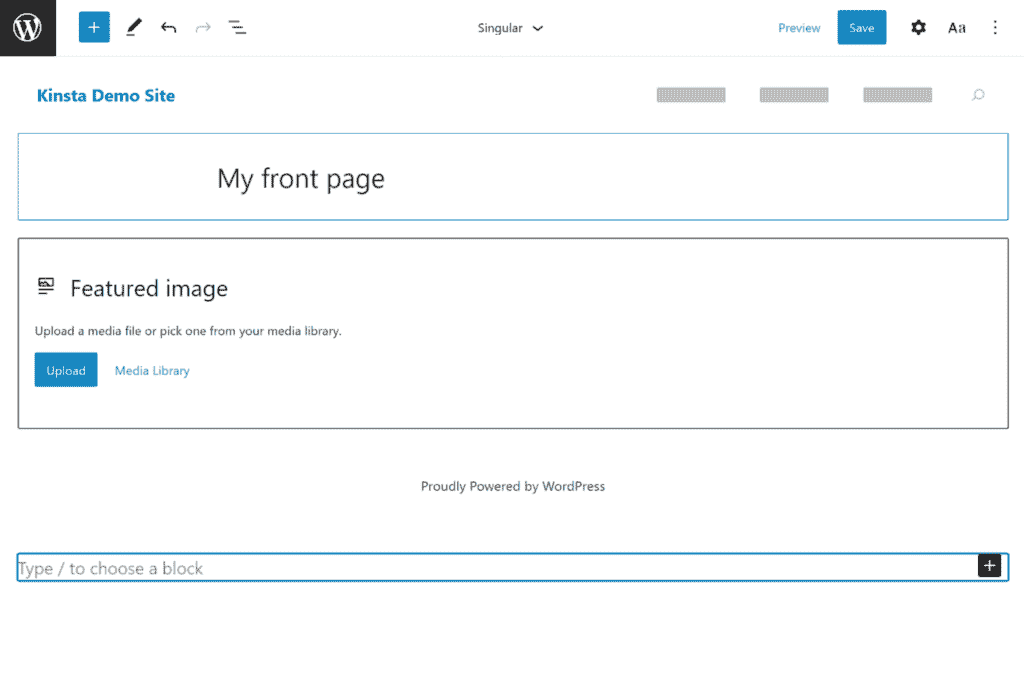 Singular
Preview
Save
Aa
Kinsta Demo Site
My front page
Featured image
Upload a media file or pick one from your media library.
Upload
Media Library
Proudly Powered by WordPress
Type / to choose a block